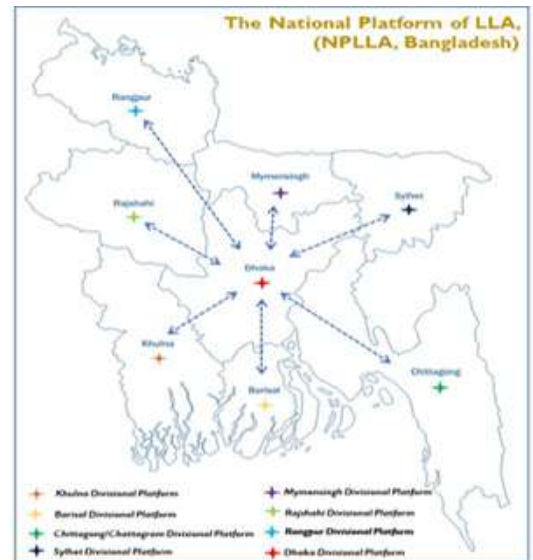 The National Platform of LLA,
(NPLLA, Bangladesh)
Rangpur
Mymensingh
Sylhet
Rajshahi
Dhaka
Khulna
Chittagong
Barisal
Khulna Divisional Platform
Barisal Divisional Platform
Chittagong/Chattogram Divisional Platform
Sylhet Divisional Platform
Mymensingh Divisional Platform
Rajshahi Divisional Platform
Rangpur Divisional Platform
Dhaka Divisional Platform